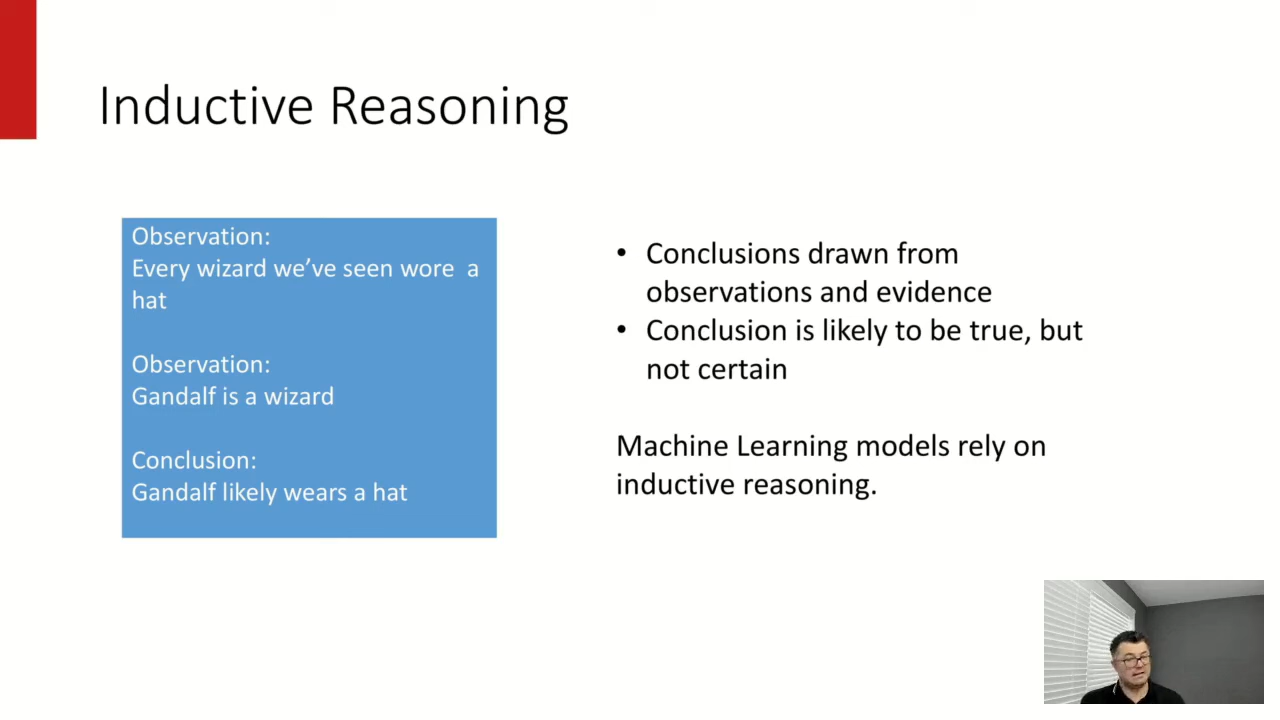 Inductive Reasoning
Observation:
Every wizard we’ve seen wore  a
hat
Observation:
Gandalf is a wizard
Conclusion:
Gandalf likely wears a hat
• Conclusions drawn from
observations and evidence
• Conclusion is likely to be true, but
not certain
Machine Learning models rely on
inductive reasoning.